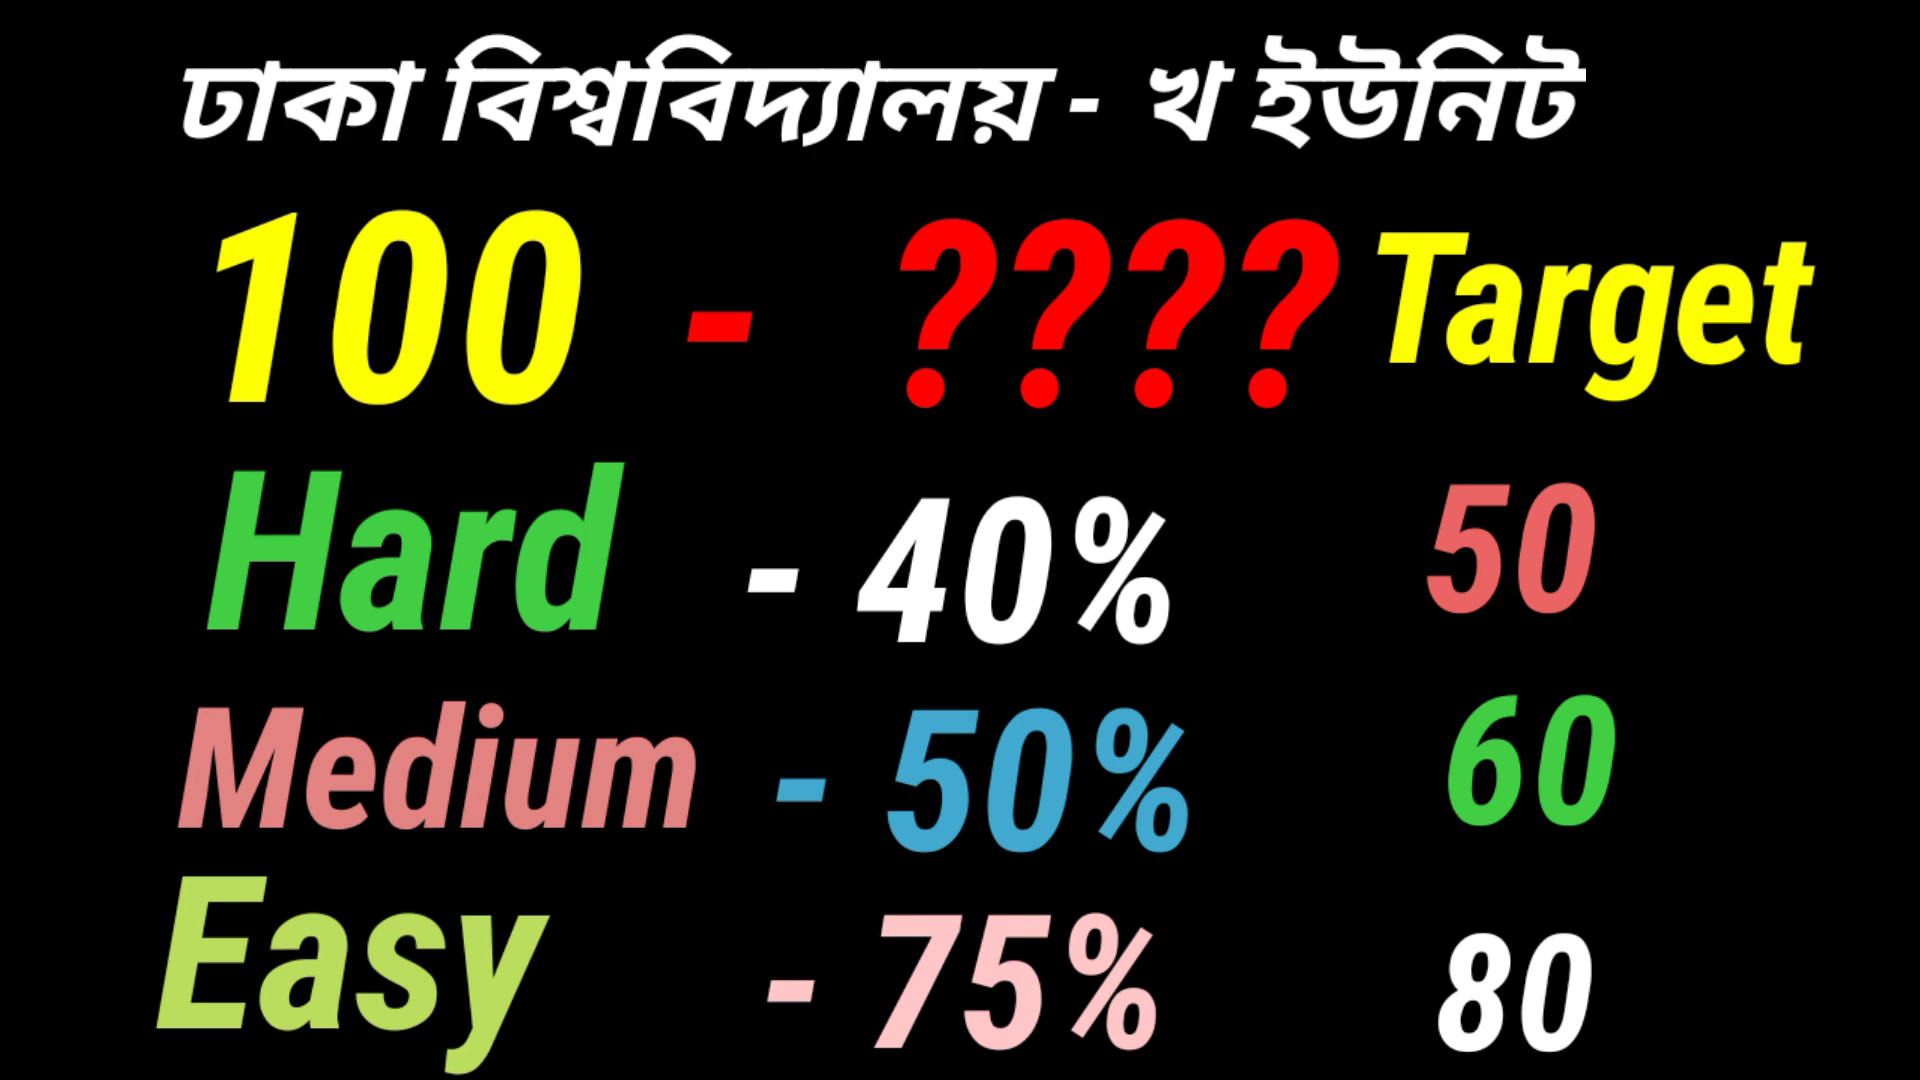 ঢাকা বিশ্ববিদ্যালয় - খ ইউনিট
100 - ???? Target
Hard - 40% 50
Medium - 50% 60
Easy - 75% 80